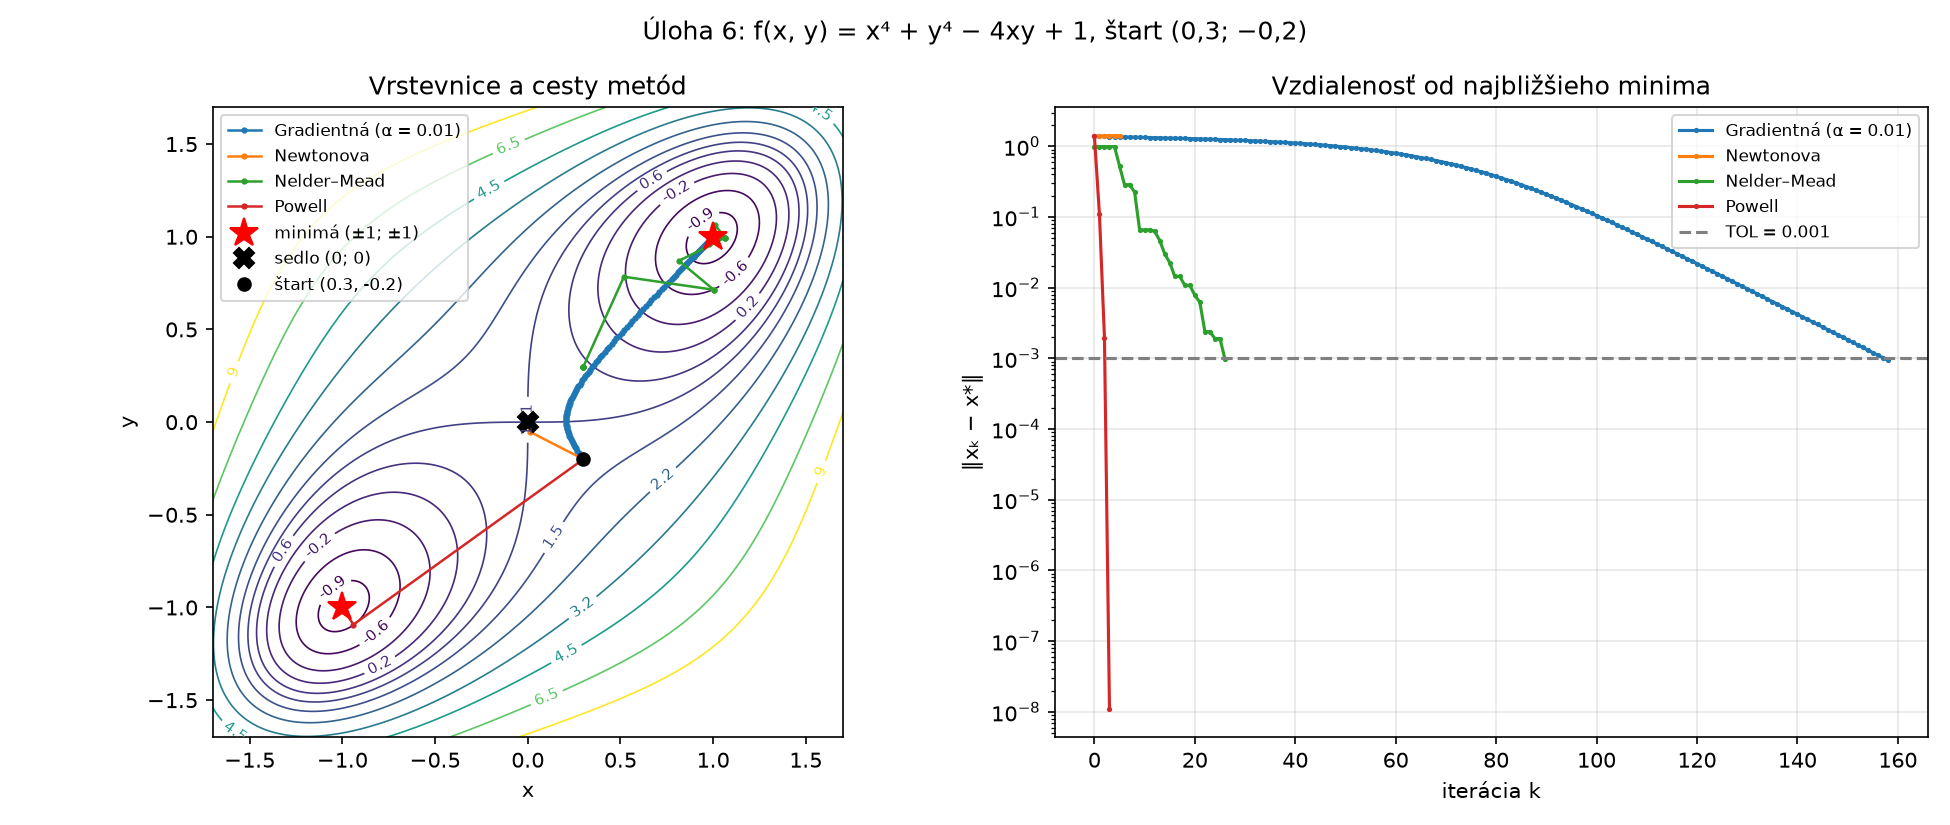 Úloha 6: f(x, y) = x⁴ + y⁴ − 4xy + 1, štart (0,3; −0,2)
Vrstevnice a cesty metód
Gradientná (α = 0.01)
Newtonova
Nelder–Mead
Powell
minimá (±1; ±1)
sedlo (0; 0)
štart (0.3, -0.2)
1.5
1.0
0.5
0.0
−0.5
−1.0
−1.5
y
−1.5 −1.0 −0.5 0.0 0.5 1.0 1.5
x
6.5
4.5
0.6
-0.2
-0.9
-0.6
0.2
9
2.2
1.5
9
0.6
-0.2
-0.9
-0.6
0.2
3.2
4.5
6.5
4.5
Vzdialenosť od najbližšieho minima
Gradientná (α = 0.01)
Newtonova
Nelder–Mead
Powell
TOL = 0.001
10⁰
10⁻¹
10⁻²
10⁻³
10⁻⁴
10⁻⁵
10⁻⁶
10⁻⁷
10⁻⁸
‖xₖ − x*‖
0 20 40 60 80 100 120 140 160
iterácia k